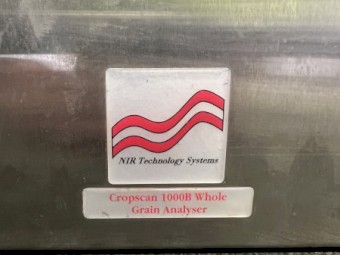 NIR Technology Systems
Cropscan 1000B Whole
Grain Analyser